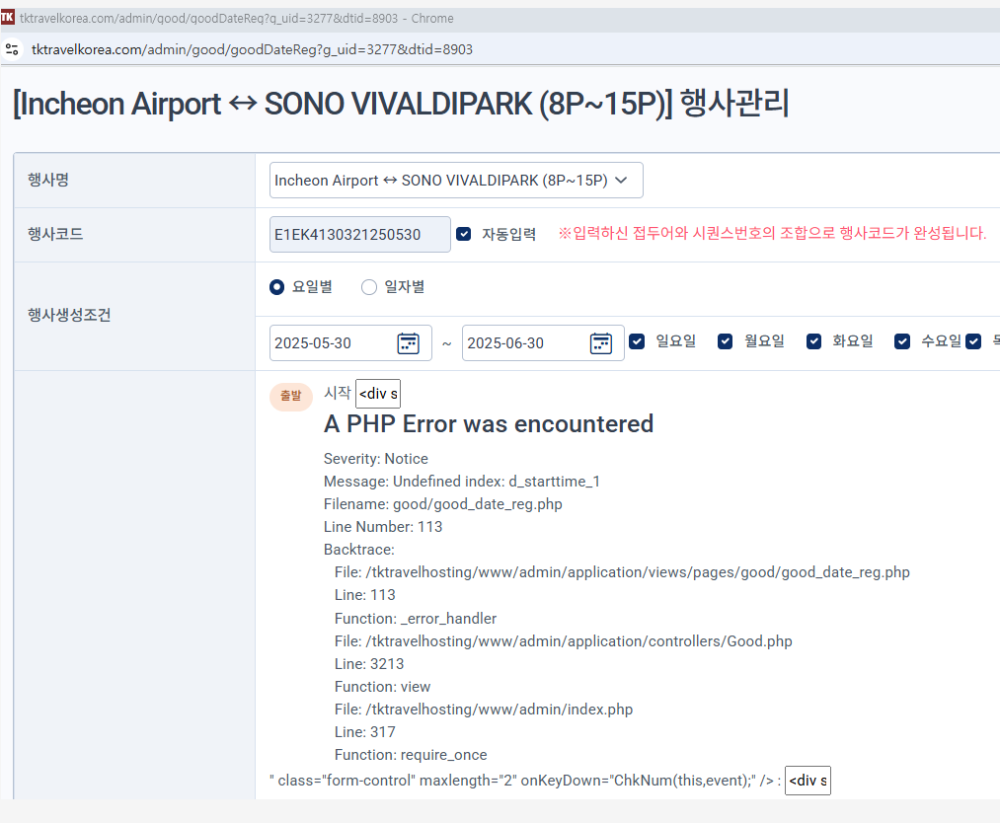 TK tktravelkorea.com/admin/good/goodDateReg?g_uid=3277&dtid=8903 - Chrome
tktravelkorea.com/admin/good/goodDateReg?g_uid=3277&dtid=8903
[Incheon Airport ↔ SONO VIVALDIPARK (8P~15P)] 행사관리
행사명 Incheon Airport ↔ SONO VIVALDIPARK (8P~15P)
행사코드 E1EK4130321250530 자동입력 ※입력하신 접두어와 시퀀스번호의 조합으로 행사코드가 완성됩니다.
요일별 일자별
행사생성조건
2025-05-30 ~ 2025-06-30 일요일 월요일 화요일 수요일
출발 시작 <div s
A PHP Error was encountered
Severity: Notice
Message: Undefined index: d_starttime_1
Filename: good/good_date_reg.php
Line Number: 113
Backtrace:
File: /tktravelhosting/www/admin/application/views/pages/good/good_date_reg.php
Line: 113
Function: _error_handler
File: /tktravelhosting/www/admin/application/controllers/Good.php
Line: 3213
Function: view
File: /tktravelhosting/www/admin/index.php
Line: 317
Function: require_once
" class="form-control" maxlength="2" onKeyDown="ChkNum(this,event);" /> : <div s